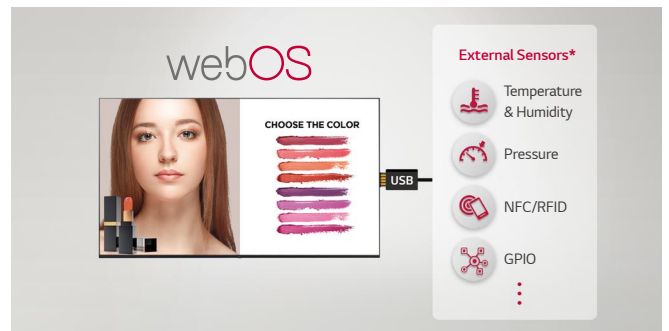 webOS
External Sensors*
Temperature
& Humidity
CHOOSE THE COLOR
Pressure
USB
NFC/RFID
GPIO